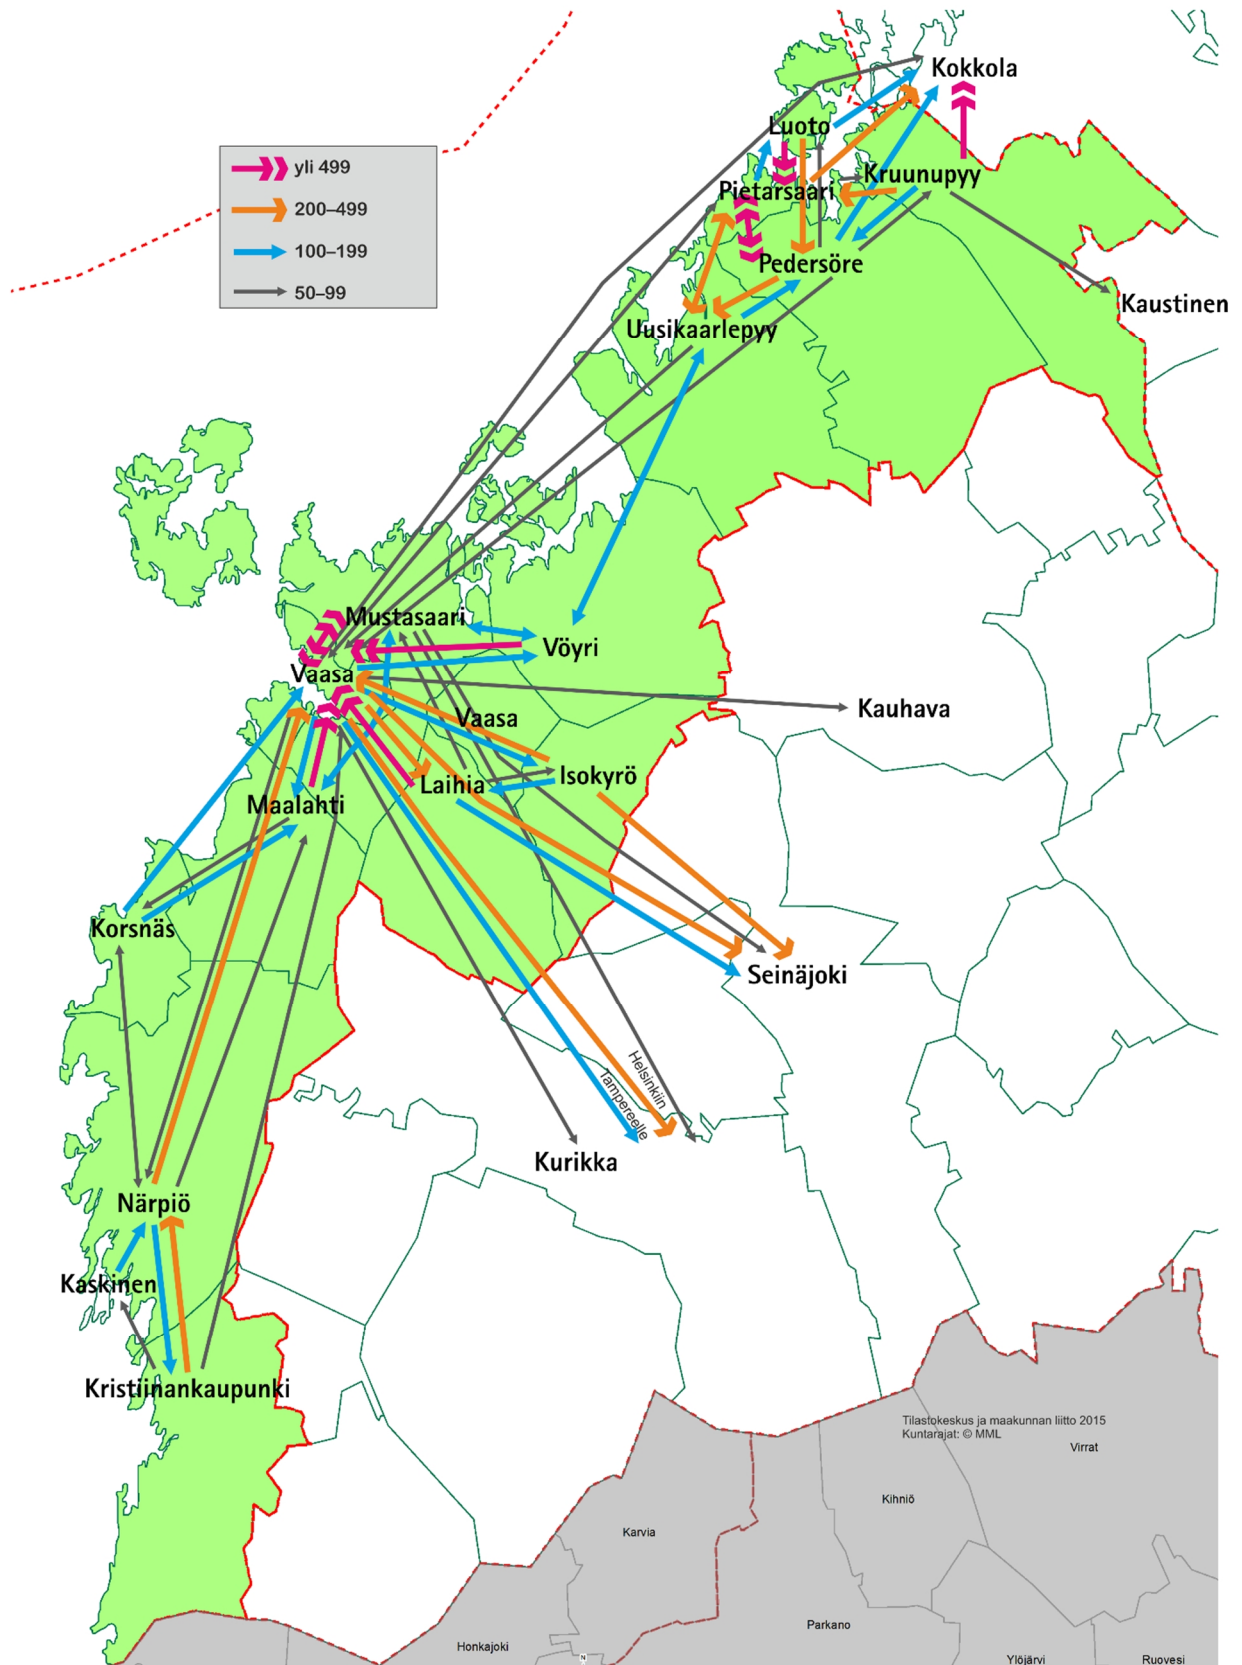 Kokkola
Luoto
yli 499
Kruunupyy
Pietarsaari
200–499
100–199
Pedersöre
50–99
Kaustinen
Uusikaarlepyy
Mustasaari
Vöyri
Vaasa
Kauhava
Vaasa
Isokyrö
Laihia
Maalahti
Korsnäs
Seinäjoki
Helsinkiin
Tampereelle
Kurikka
Närpiö
Kaskinen
Kristiinankaupunki
Tilastokeskus ja maakunnan liitto 2015
Kuntarajat: © MML
Virrat
Kihniö
Karvia
Parkano
Honkajoki
N
Ylöjärvi
Ruovesi